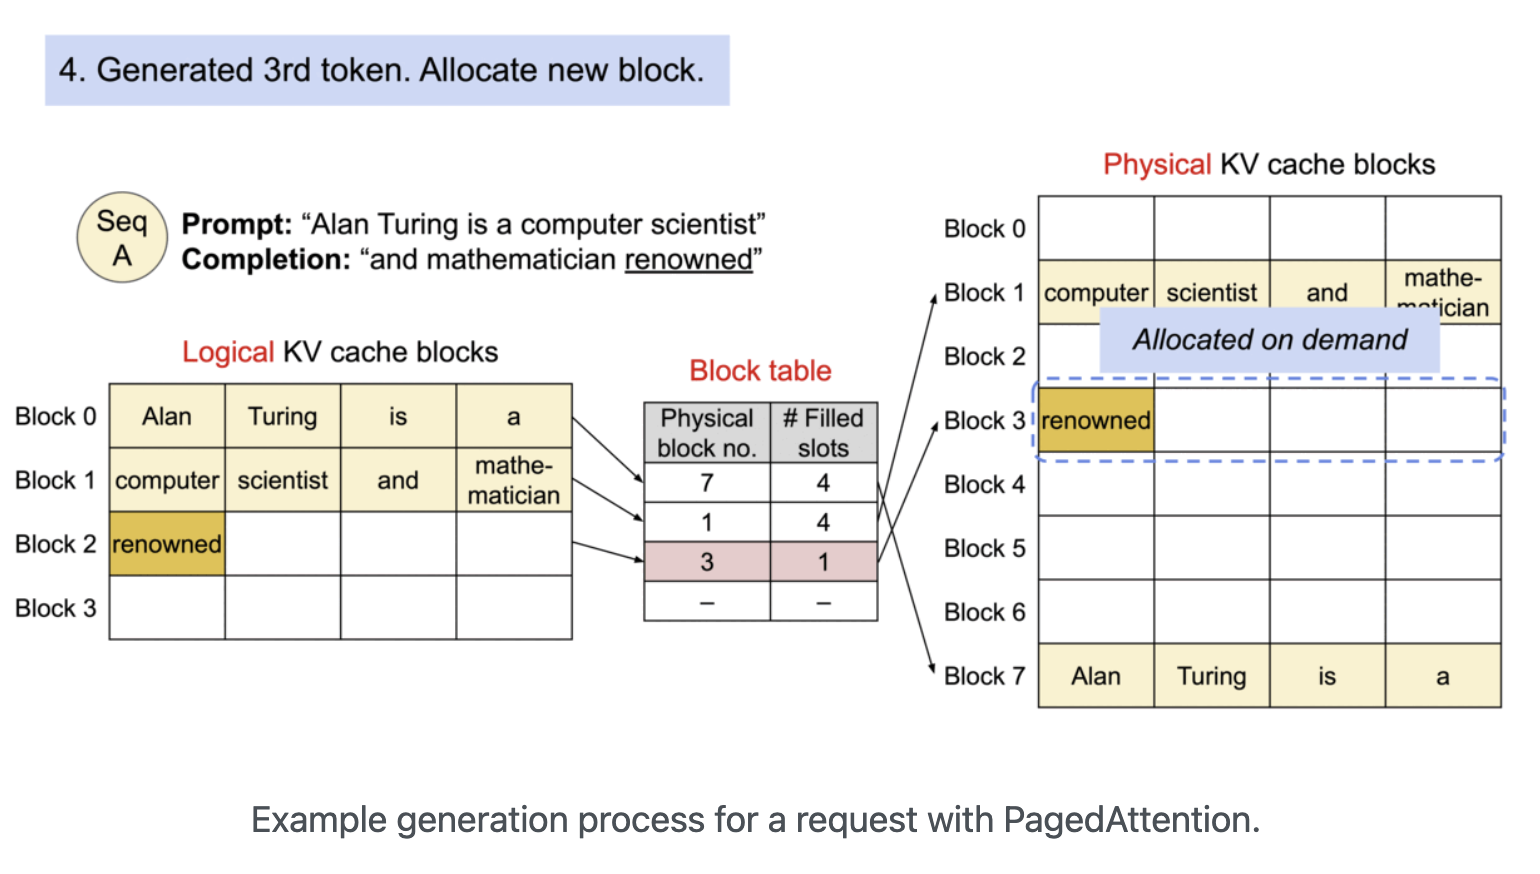 4. Generated 3rd token. Allocate new block.
Seq
A
Prompt: “Alan Turing is a computer scientist”
Completion: “and mathematician renowned”
Logical KV cache blocks
Block 0 Alan Turing is a
Block 1 computer scientist and mathe-
matician
Block 2 renowned
Block 3
Block table
Physical # Filled
block no. slots
7 4
1 4
3 1
– –
Physical KV cache blocks
Block 0
Block 1 computer scientist and mathe-
matician
Allocated on demand
Block 2
Block 3 renowned
Block 4
Block 5
Block 6
Block 7 Alan Turing is a
Example generation process for a request with PagedAttention.